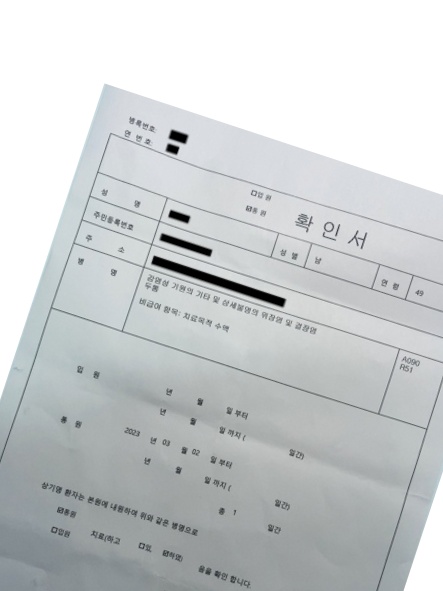 병록번호:
연 번 호:
□입 원
☑통 원
확 인 서
성 명
성 별 남 연 령 49
주민등록번호
주 소
병 명
감염성 기원의 기타 및 상세불명의 위장염 및 결장염 A090
두통 R51
비급여 항목: 치료목적 수액
입 원 년 월 일 부터
년 월 일 까지 ( 일간)
통 원 2023 년 03 월 02 일 부터
년 월 일 까지 ( 일간)
총 1 일간
상기명 환자는 본원에 내원하여 위와 같은 병명으로
☑통원
□입원 치료(하고 □있, ☑하였) 음을 확인 합니다.